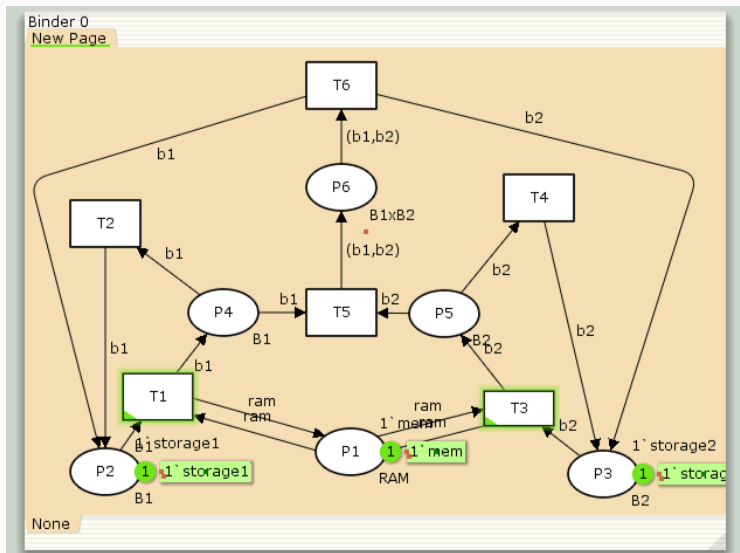 Binder 0
New Page
T6
b2
b1
(b1,b2)
P6
T4
B1xB2
T2
b1
(b1,b2)
b2
P4
b1
T5
b2
P5
B1
B2
b2
b2
b1
b1
T1
ram
ram
ram
ram
1`mem
T3
b2
B1
1`storage1
P2
1
1`storage1
B1
P1
1
1`mem
RAM
1`storage2
P3
1
1`storag
B2
None